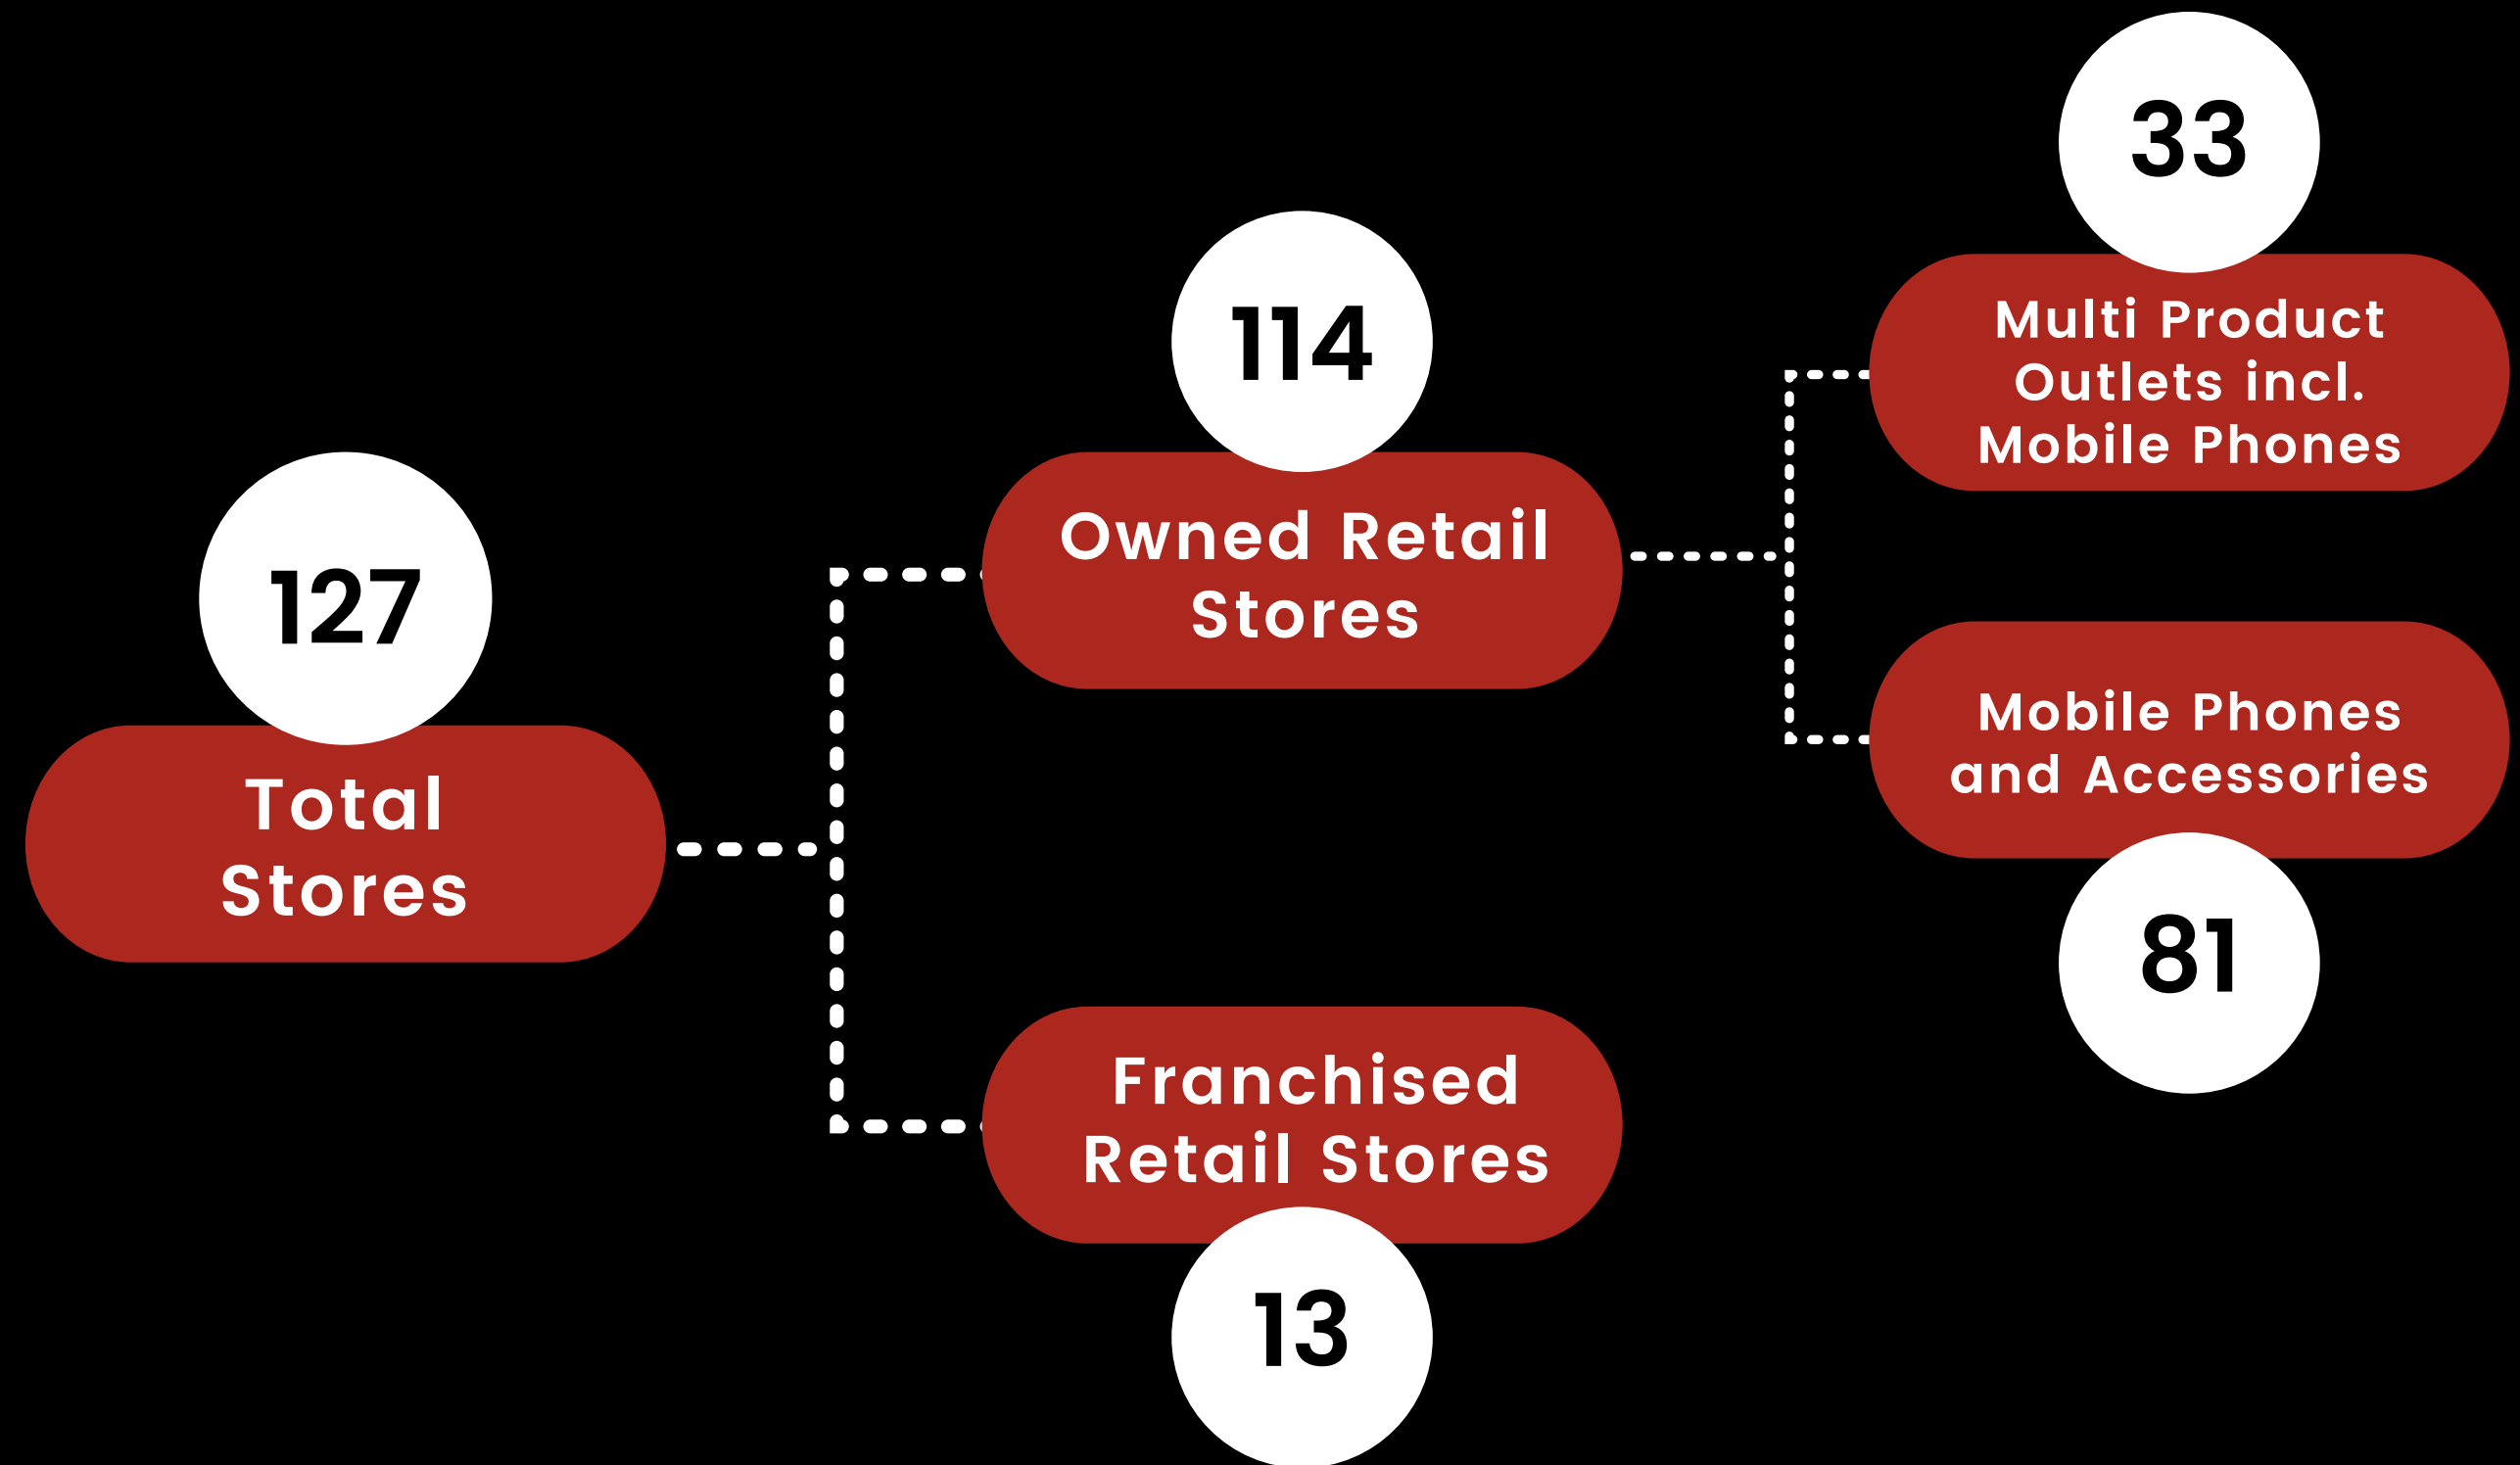 127
Total
Stores
114
Owned Retail
Stores
Franchised
Retail Stores
13
33
Multi Product
Outlets incl.
Mobile Phones
Mobile Phones
and Accessories
81